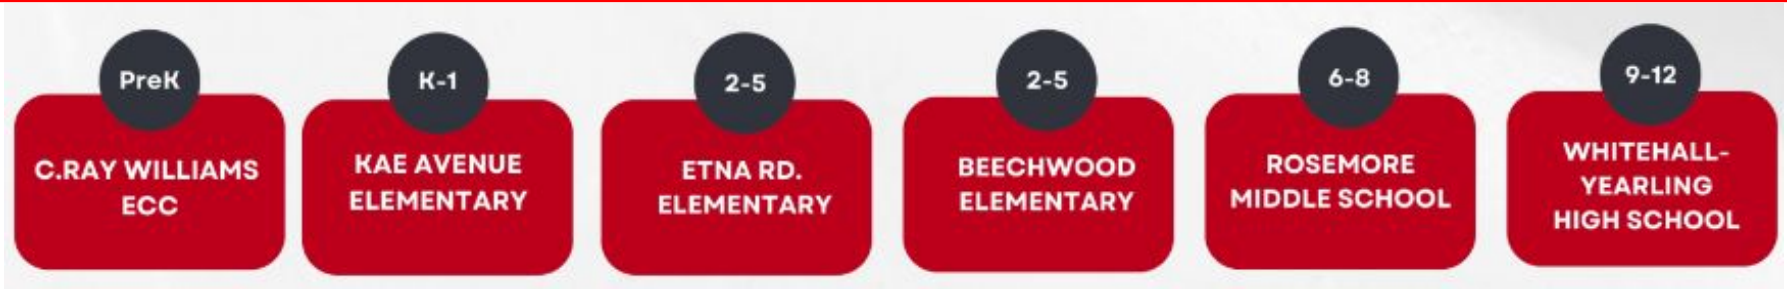 PreK
C.RAY WILLIAMS
ECC
K-1
KAE AVENUE
ELEMENTARY
2-5
ETNA RD.
ELEMENTARY
2-5
BEECHWOOD
ELEMENTARY
6-8
ROSEMORE
MIDDLE SCHOOL
9-12
WHITEHALL-
YEARLING
HIGH SCHOOL